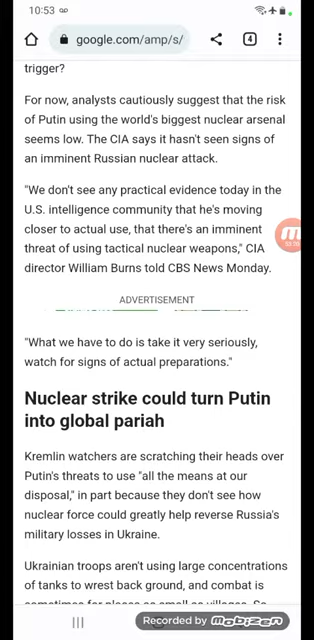 10:53
google.com/amp/s/
4
trigger?
For now, analysts cautiously suggest that the risk
of Putin using the world's biggest nuclear arsenal
seems low. The CIA says it hasn't seen signs of
an imminent Russian nuclear attack.
"We don't see any practical evidence today in the
U.S. intelligence community that he's moving
closer to actual use, that there's an imminent
threat of using tactical nuclear weapons," CIA
director William Burns told CBS News Monday.
ADVERTISEMENT
"What we have to do is take it very seriously,
watch for signs of actual preparations."
Nuclear strike could turn Putin
into global pariah
Kremlin watchers are scratching their heads over
Putin's threats to use "all the means at our
disposal," in part because they don't see how
nuclear force could greatly help reverse Russia's
military losses in Ukraine.
Ukrainian troops aren't using large concentrations
of tanks to wrest back ground, and combat is
sometimes for places as small as villages. So
Recorded by Mobizen